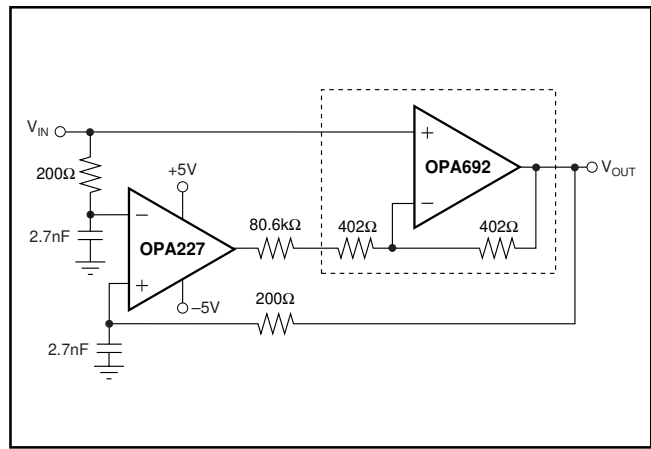 V_IN
+
OPA692
−
V_OUT
200Ω
+5V
−
2.7nF
OPA227
+
−5V
80.6kΩ
402Ω
402Ω
200Ω
2.7nF